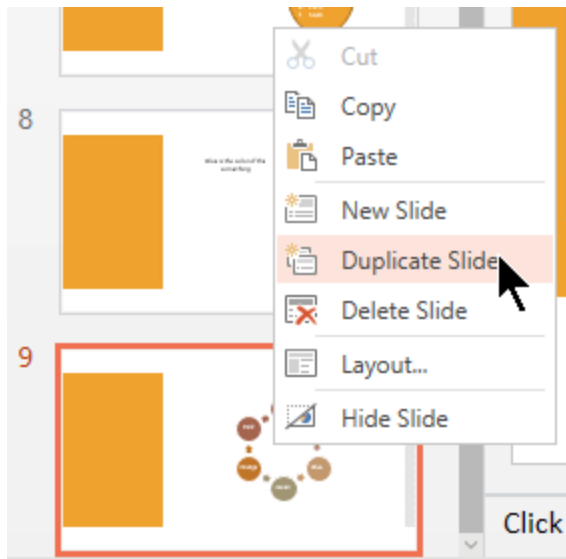 8
Cut
Copy
Paste
New Slide
Duplicate Slide
Delete Slide
9
Layout...
Hide Slide
Click